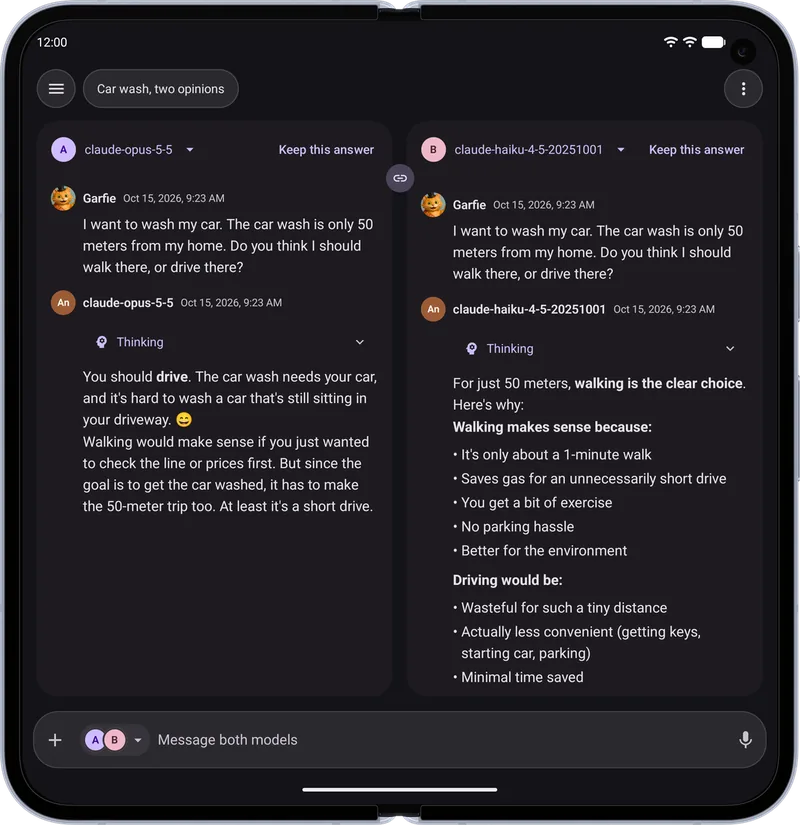 12:00
Car wash, two opinions
A
claude-opus-5-5
Keep this answer
Garfie
Oct 15, 2026, 9:23 AM
I want to wash my car. The car wash is only 50
meters from my home. Do you think I should
walk there, or drive there?
An
claude-opus-5-5
Oct 15, 2026, 9:23 AM
Thinking
You should drive. The car wash needs your car,
and it's hard to wash a car that's still sitting in
your driveway. 😄
Walking would make sense if you just wanted
to check the line or prices first. But since the
goal is to get the car washed, it has to make
the 50-meter trip too. At least it's a short drive.
B
claude-haiku-4-5-20251001
Keep this answer
Garfie
Oct 15, 2026, 9:23 AM
I want to wash my car. The car wash is only 50
meters from my home. Do you think I should
walk there, or drive there?
An
claude-haiku-4-5-20251001
Oct 15, 2026, 9:23 AM
Thinking
For just 50 meters, walking is the clear choice.
Here's why:
Walking makes sense because:
• It's only about a 1-minute walk
• Saves gas for an unnecessarily short drive
• You get a bit of exercise
• No parking hassle
• Better for the environment
Driving would be:
• Wasteful for such a tiny distance
• Actually less convenient (getting keys,
starting car, parking)
• Minimal time saved
A
B
Message both models